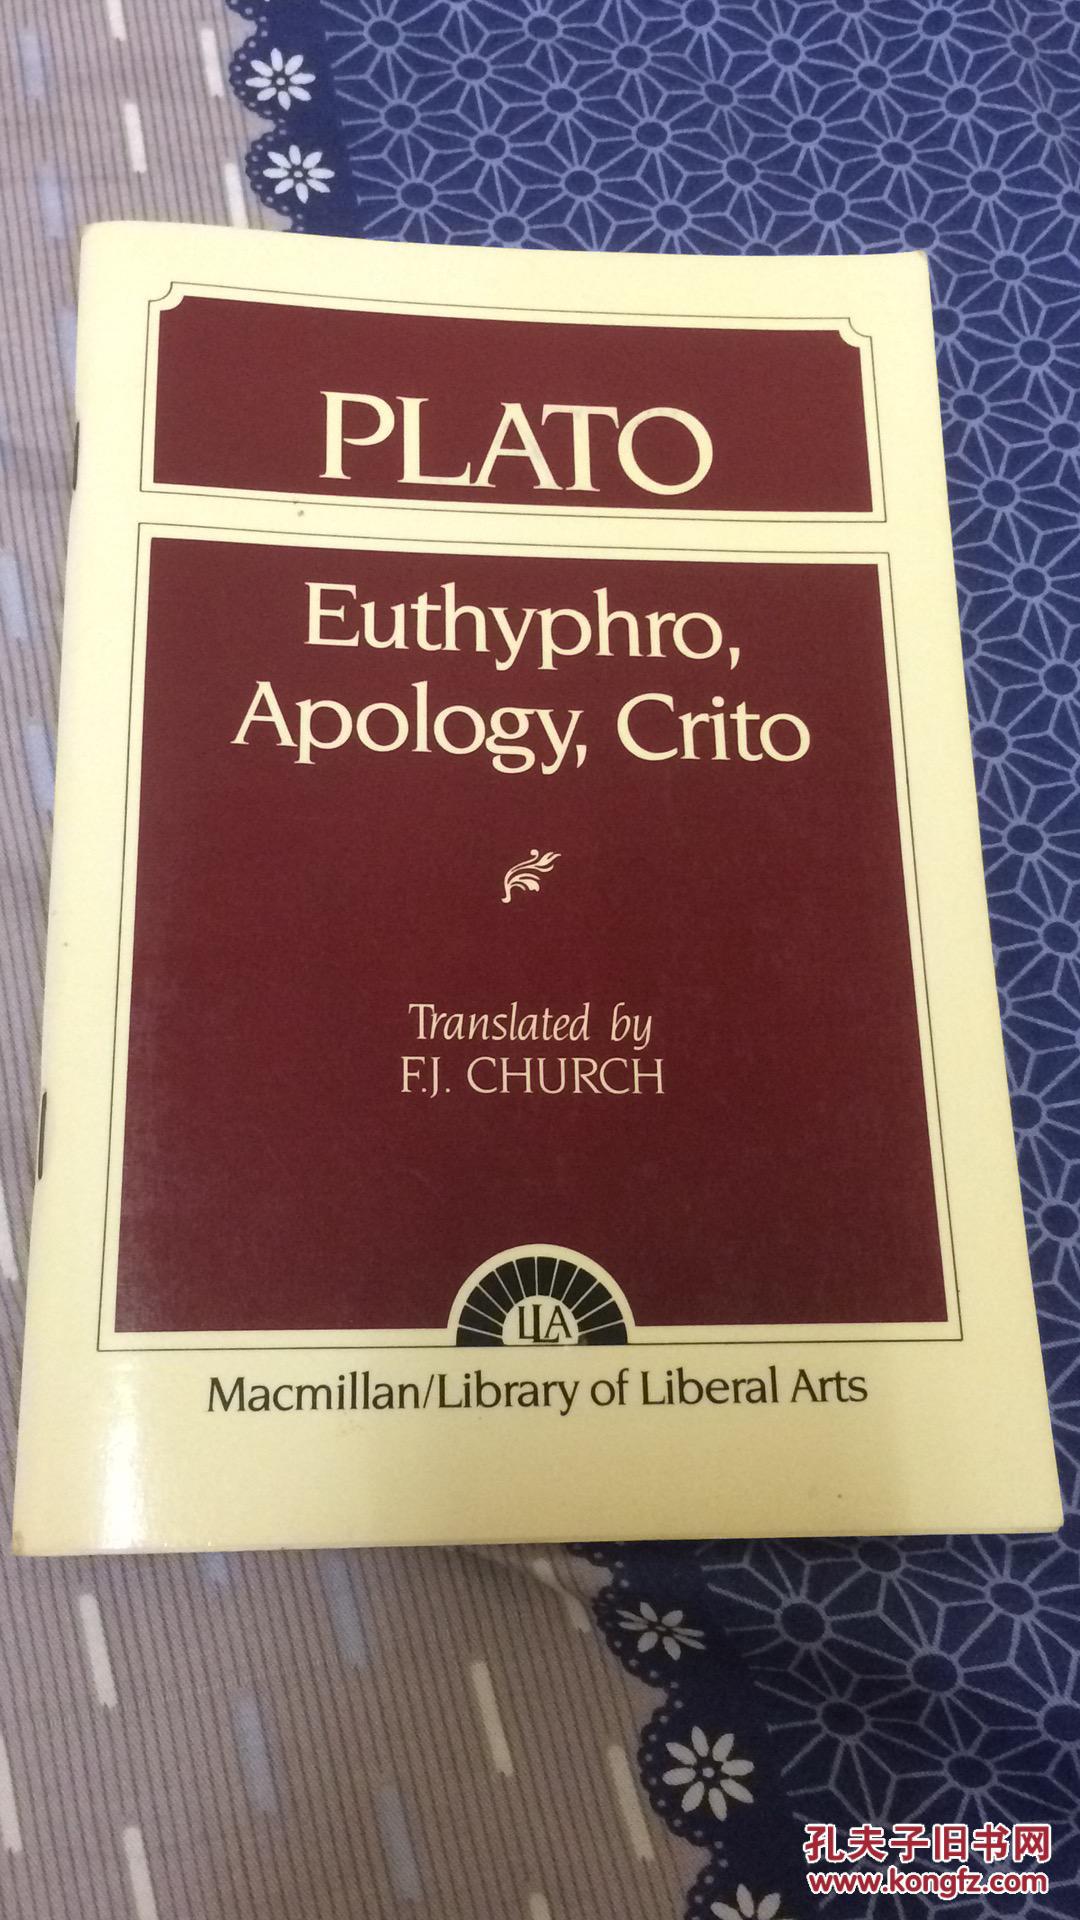 PLATO
Euthyphro,
Apology, Crito
Translated by
F.J. CHURCH
LLA
Macmillan/Library of Liberal Arts
孔夫子旧书网
www.kongfz.com